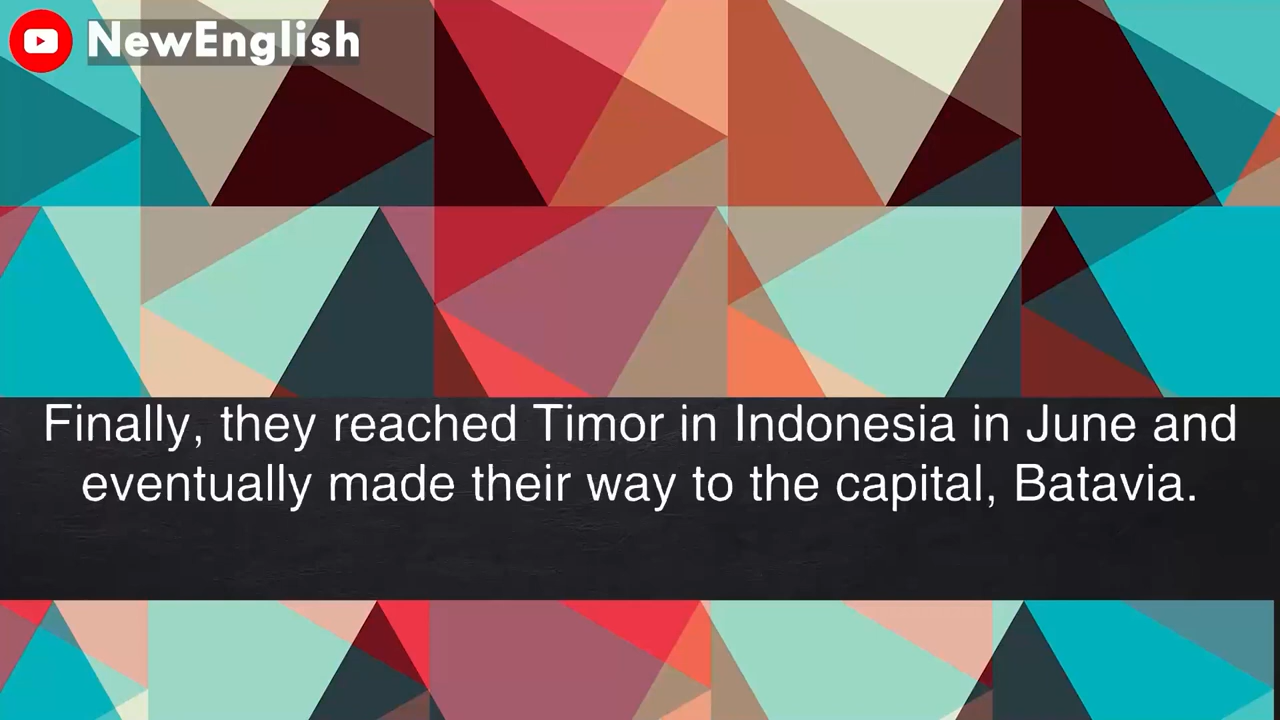 NewEnglish
Finally, they reached Timor in Indonesia in June and
eventually made their way to the capital, Batavia.